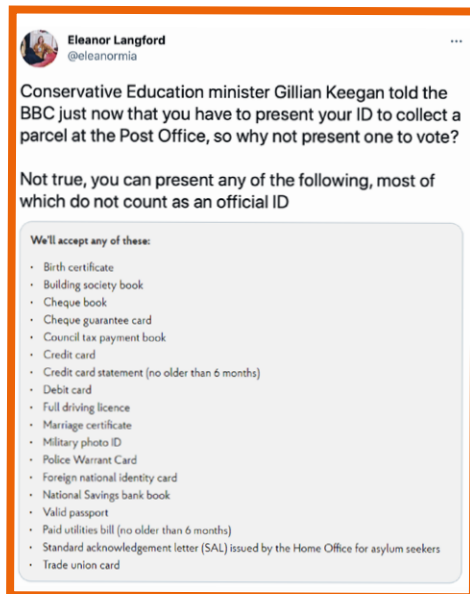 Eleanor Langford
@eleanormia
Conservative Education minister Gillian Keegan told the
BBC just now that you have to present your ID to collect a
parcel at the Post Office, so why not present one to vote?
Not true, you can present any of the following, most of
which do not count as an official ID
We'll accept any of these:
• Birth certificate
• Building society book
• Cheque book
• Cheque guarantee card
• Council tax payment book
• Credit card
• Credit card statement (no older than 6 months)
• Debit card
• Full driving licence
• Marriage certificate
• Military photo ID
• Police Warrant Card
• Foreign national identity card
• National Savings bank book
• Valid passport
• Paid utilities bill (no older than 6 months)
• Standard acknowledgement letter (SAL) issued by the Home Office for asylum seekers
• Trade union card